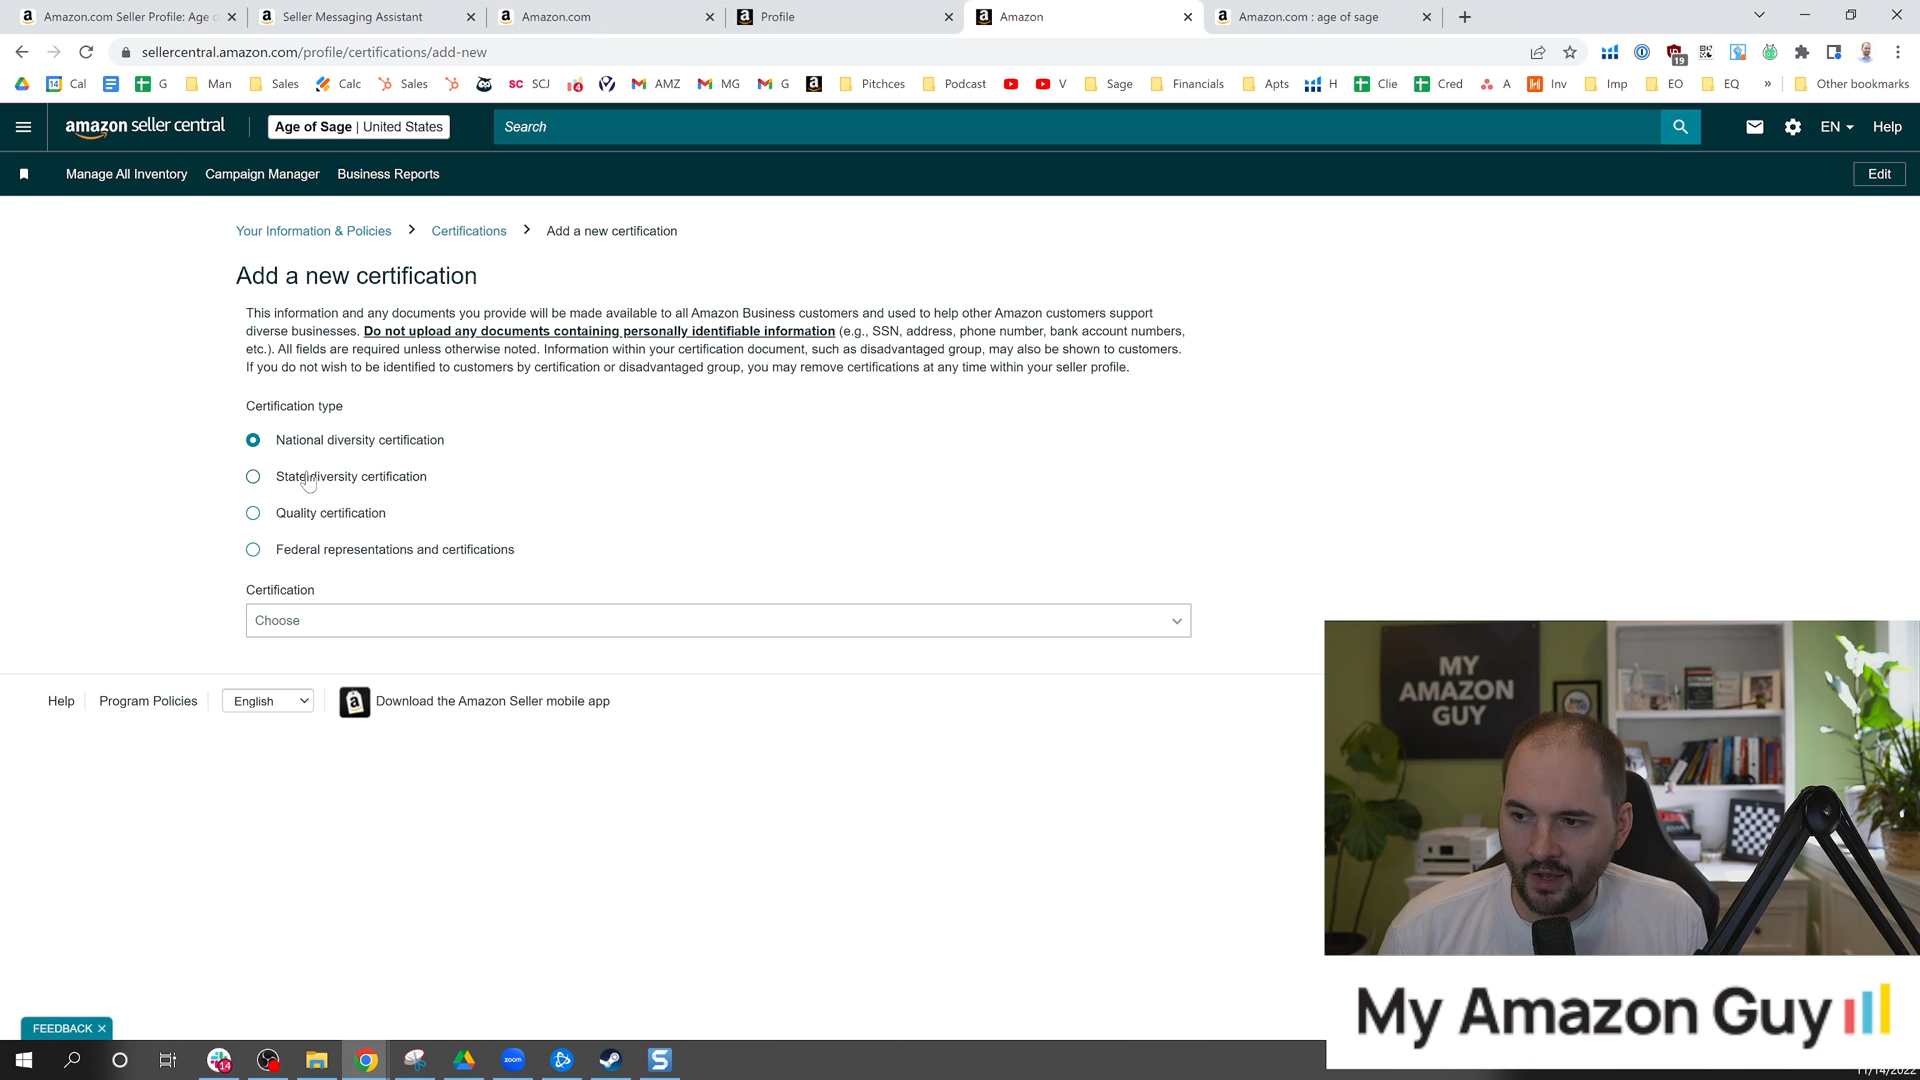 Amazon.com Seller Profile: Age o
Seller Messaging Assistant
Amazon.com
Profile
Amazon
Amazon.com : age of sage
sellercentral.amazon.com/profile/certifications/add-new
19
14 Cal G Man Sales Calc Sales SC SCJ 4 AMZ MG G Pitchces Podcast V Sage Financials Apts H Clie Cred A Inv Imp EO EQ » Other bookmarks
amazon seller central
Age of Sage | United States
Search
EN
Help
Manage All Inventory
Campaign Manager
Business Reports
Edit
Your Information & Policies
Certifications
Add a new certification
Add a new certification
This information and any documents you provide will be made available to all Amazon Business customers and used to help other Amazon customers support
diverse businesses. Do not upload any documents containing personally identifiable information (e.g., SSN, address, phone number, bank account numbers,
etc.). All fields are required unless otherwise noted. Information within your certification document, such as disadvantaged group, may also be shown to customers.
If you do not wish to be identified to customers by certification or disadvantaged group, you may remove certifications at any time within your seller profile.
Certification type
National diversity certification
State diversity certification
Quality certification
Federal representations and certifications
Certification
Choose
Help
Program Policies
English
Download the Amazon Seller mobile app
MY
AMAZON
GUY
My Amazon Guy
FEEDBACK
14
zoom
S
11/14/2022